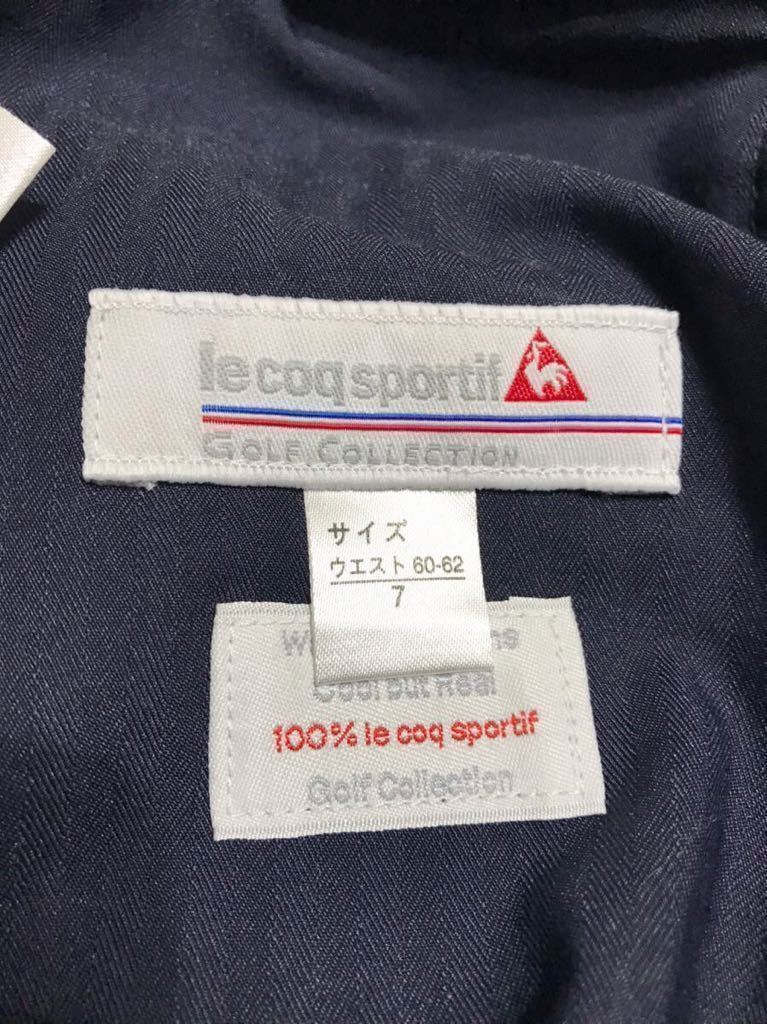 le coq sportif
GOLF COLLECTION
サイズ
ウエスト 60-62
7
Cool but Real
100% le coq sportif
Golf Collection